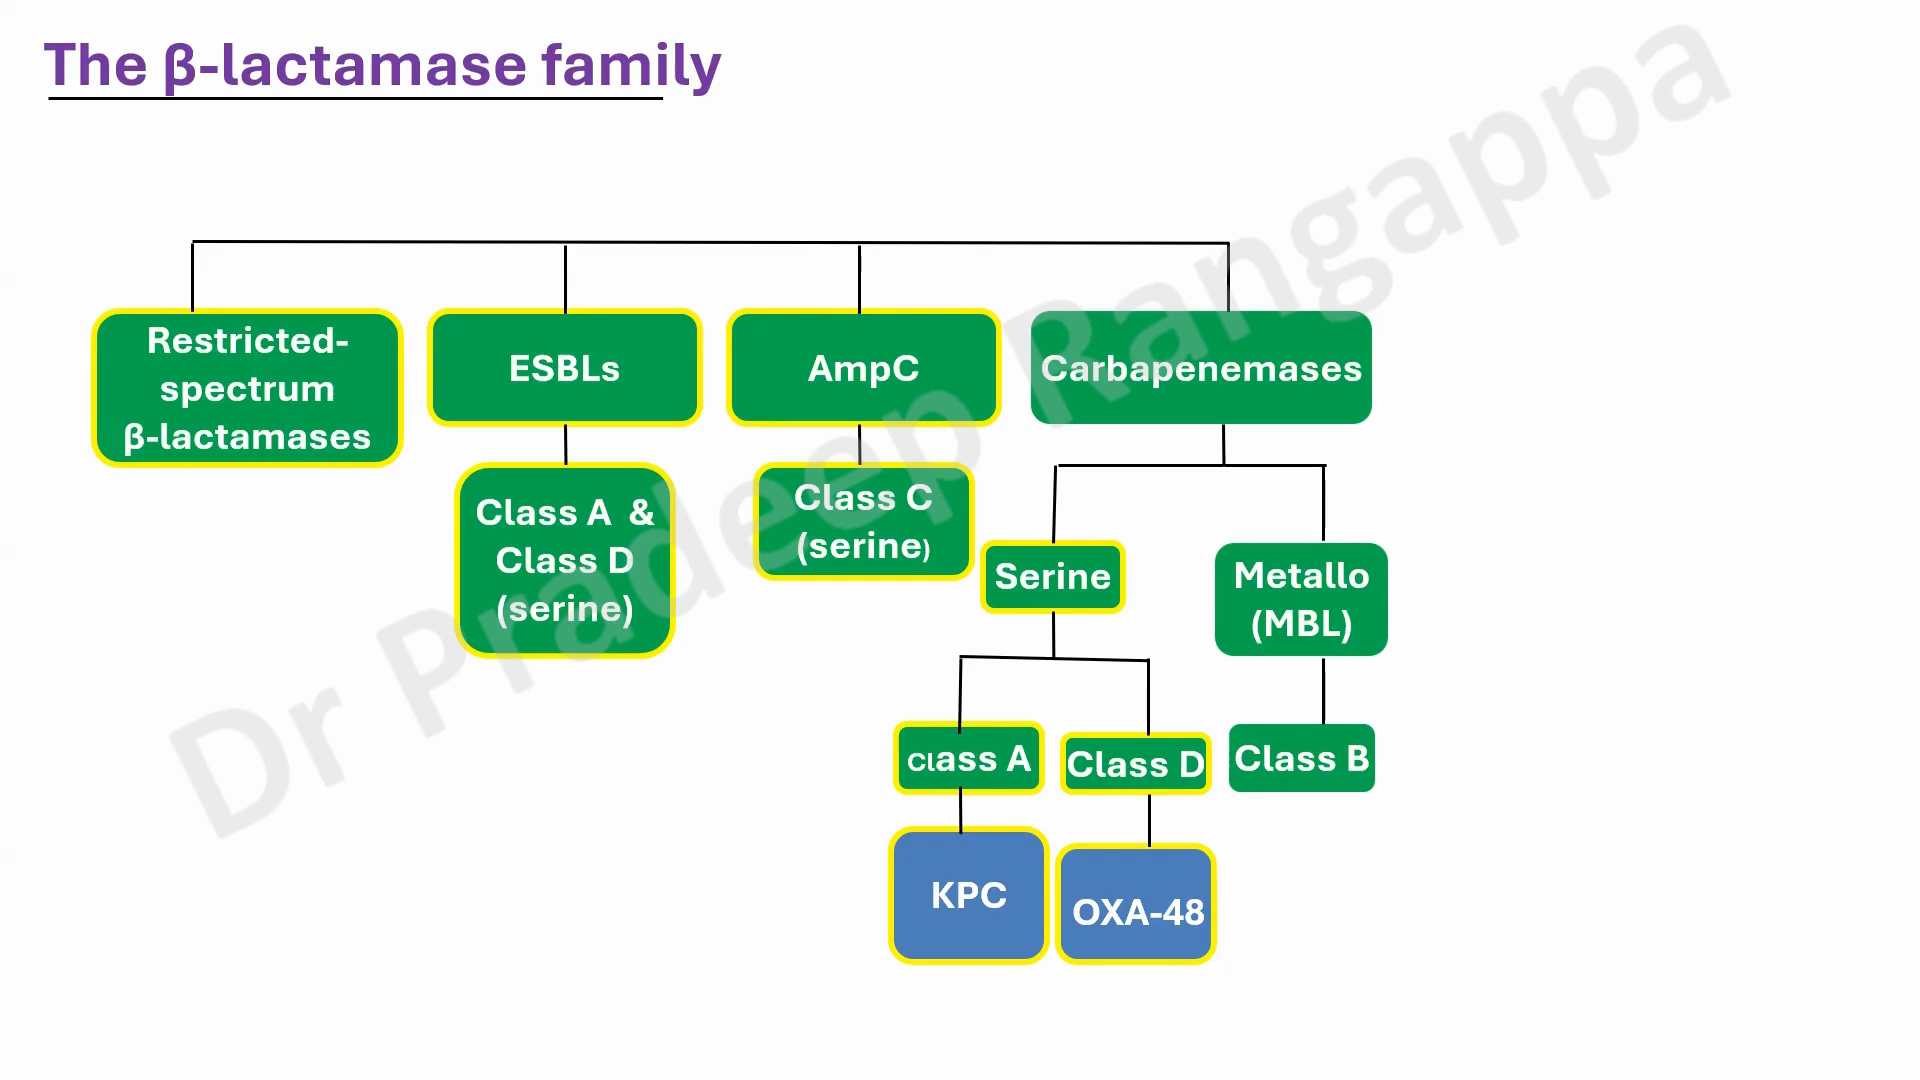 The β-lactamase family
Restricted-
spectrum
β-lactamases
ESBLs
AmpC
Carbapenemases
Class A &
Class D
(serine)
Class C
(serine)
Serine
Metallo
(MBL)
Class A
Class D
Class B
KPC
OXA-48
Dr Pradeep Rangappa